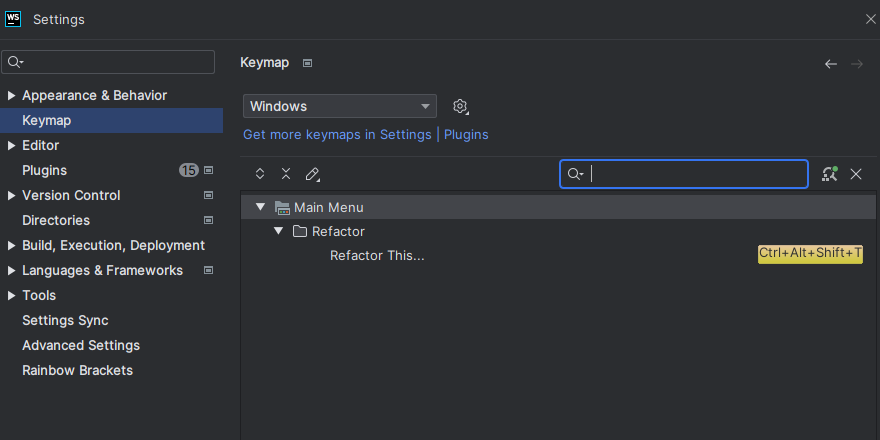 WS Settings
Keymap
Appearance & Behavior
Keymap
Editor
Plugins 15
Version Control
Directories
Build, Execution, Deployment
Languages & Frameworks
Tools
Settings Sync
Advanced Settings
Rainbow Brackets
Windows
Get more keymaps in Settings | Plugins
Main Menu
Refactor
Refactor This... Ctrl+Alt+Shift+T